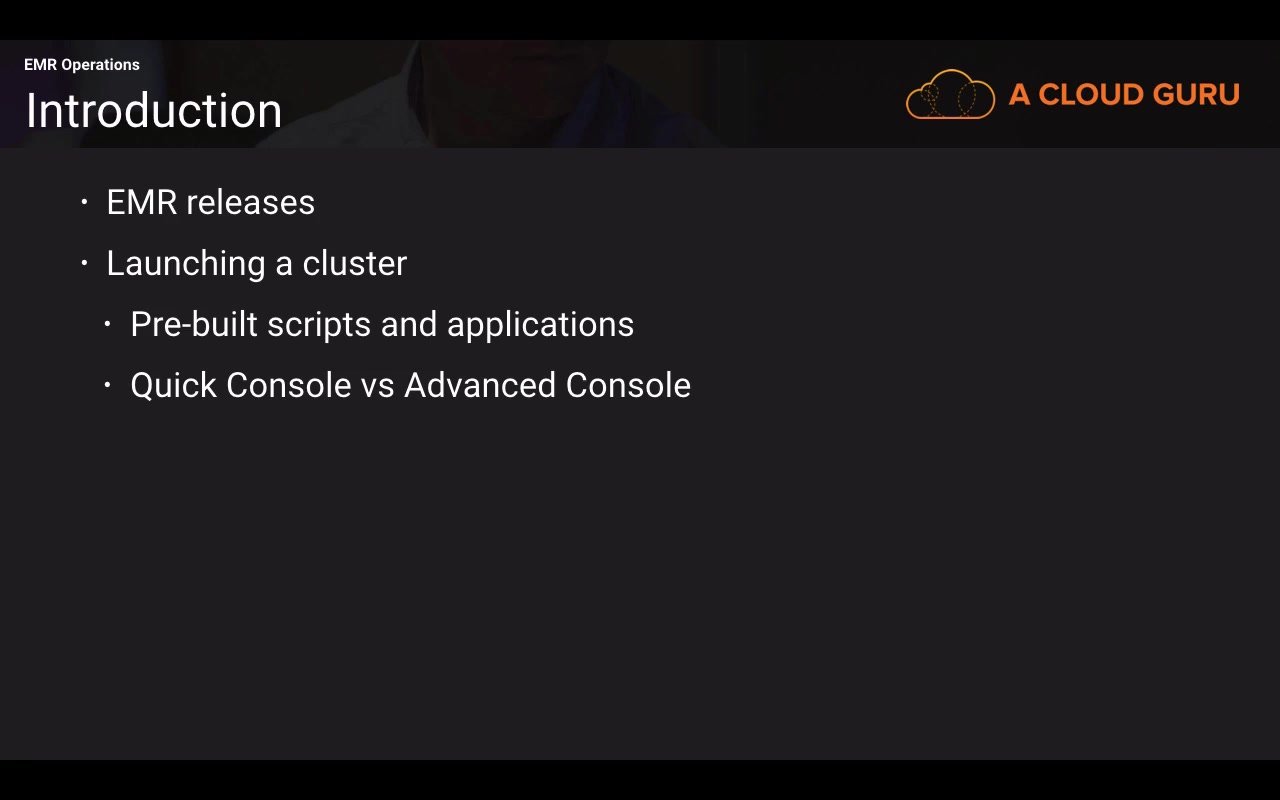 EMR Operations
Introduction
A CLOUD GURU
• EMR releases
• Launching a cluster
• Pre-built scripts and applications
• Quick Console vs Advanced Console